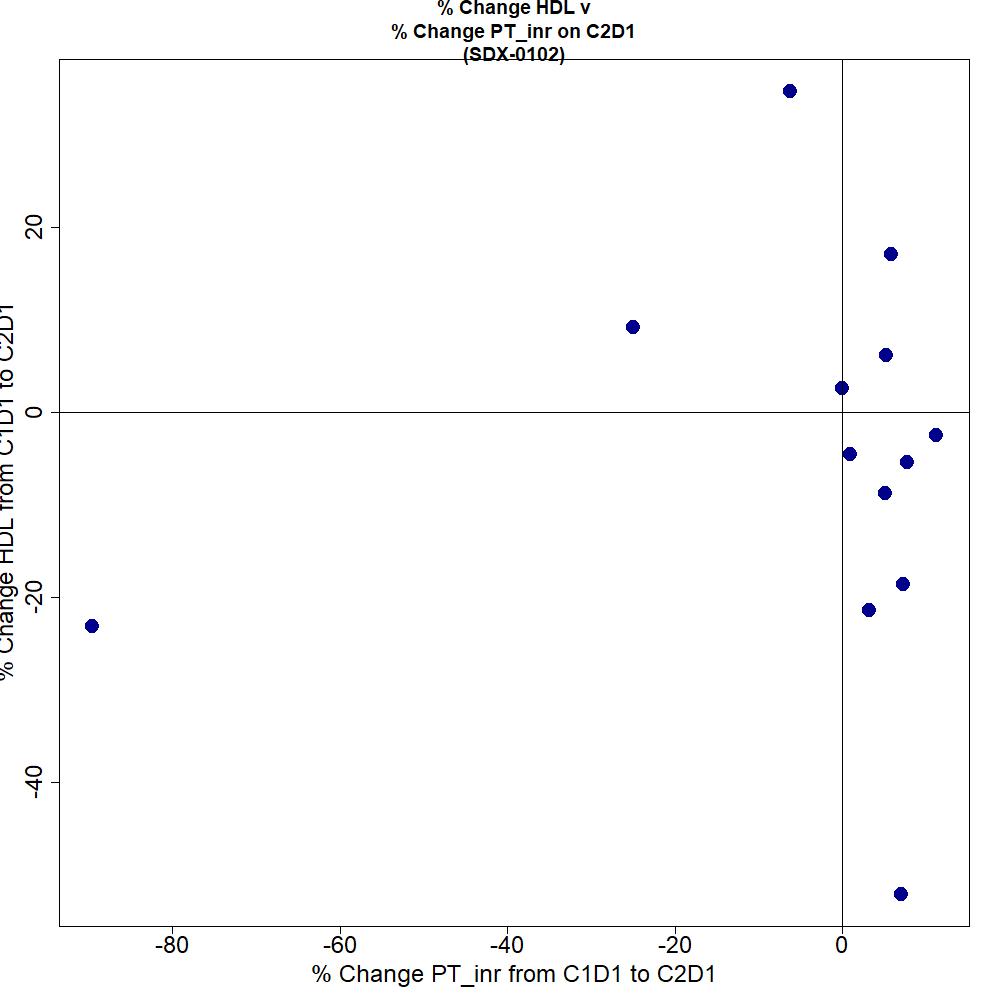 % Change HDL v
% Change PT_inr on C2D1
(SDX-0102)
% Change HDL from C1D1 to C2D1
20
0
-20
-40
-80
-60
-40
-20
0
% Change PT_inr from C1D1 to C2D1